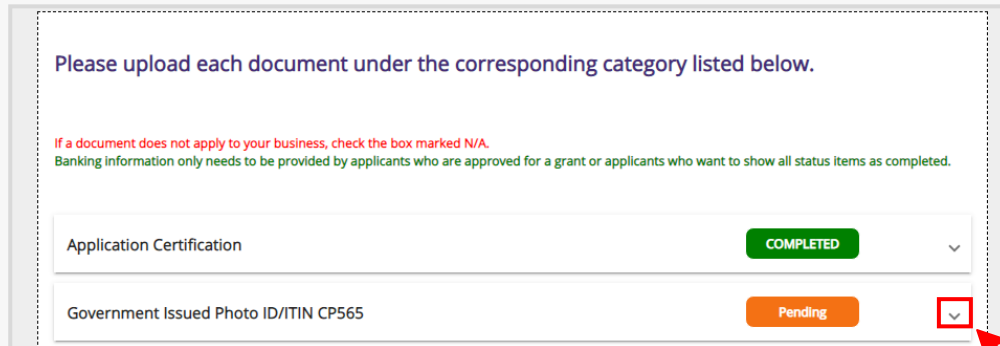 Please upload each document under the corresponding category listed below.
If a document does not apply to your business, check the box marked N/A.
Banking information only needs to be provided by applicants who are approved for a grant or applicants who want to show all status items as completed.
Application Certification COMPLETED
Government Issued Photo ID/ITIN CP565 Pending